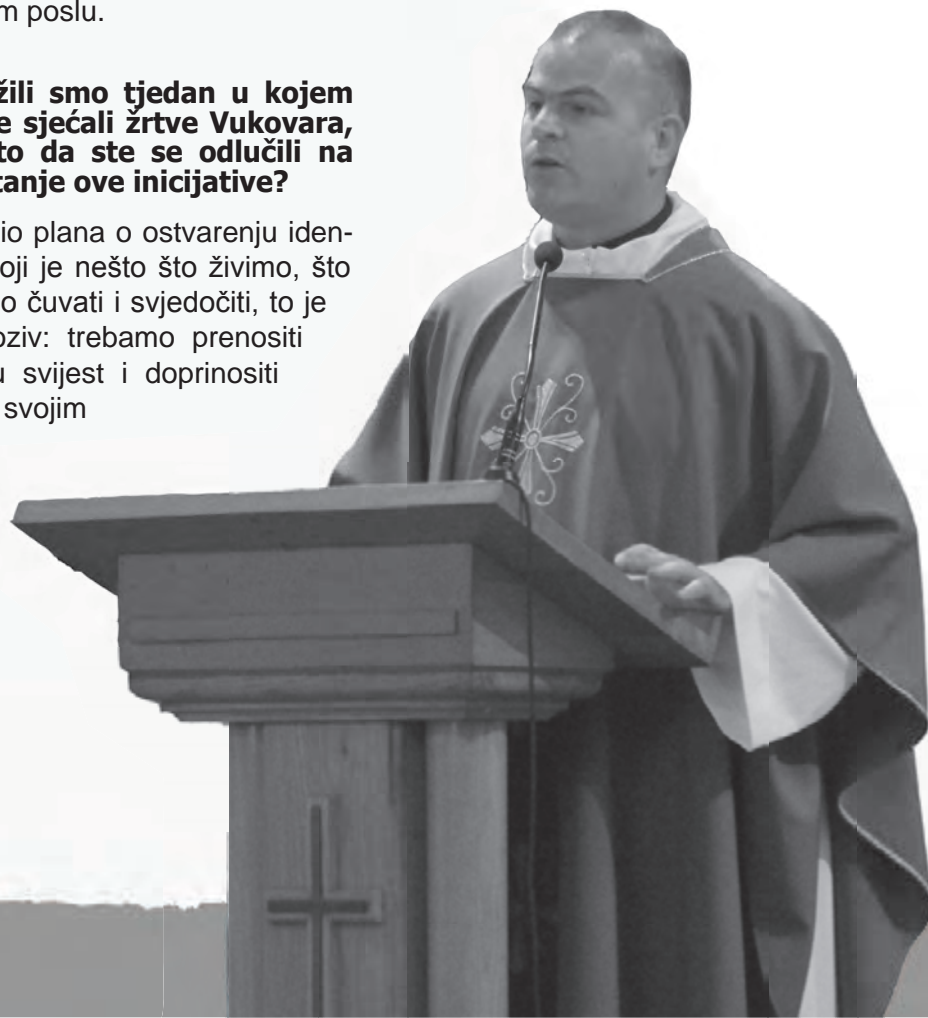 m poslu.
žili smo tjedan u kojem
e sjećali žrtve Vukovara,
to da ste se odlučili na
tanje ove inicijative?
io plana o ostvarenju iden-
oji je nešto što živimo, što
o čuvati i svjedočiti, to je
oziv: trebamo prenositi
u svijest i doprinositi
svojim